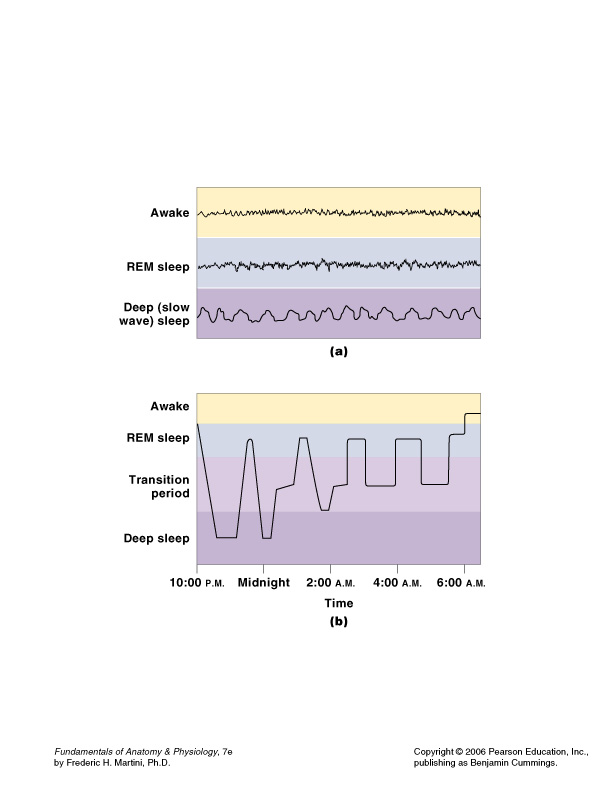 Awake
REM sleep
Deep (slow
wave) sleep
(a)
Awake
REM sleep
Transition
period
Deep sleep
10:00 P.M. Midnight 2:00 A.M. 4:00 A.M. 6:00 A.M.
Time
(b)
Fundamentals of Anatomy & Physiology, 7e
by Frederic H. Martini, Ph.D.
Copyright © 2006 Pearson Education, Inc.,
publishing as Benjamin Cummings.